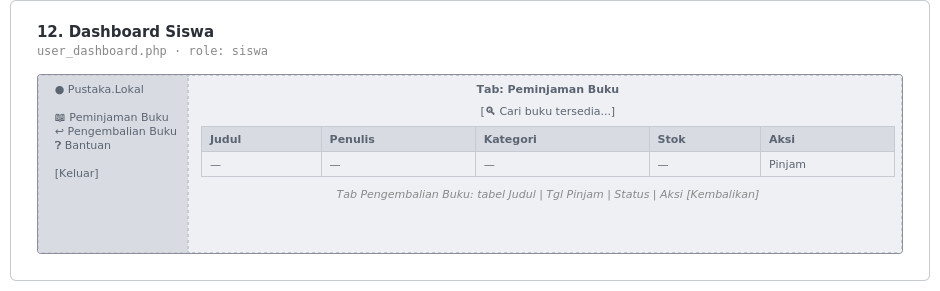 12. Dashboard Siswa
user_dashboard.php · role: siswa
● Pustaka.Lokal
📖 Peminjaman Buku
↩ Pengembalian Buku
? Bantuan
[Keluar]
Tab: Peminjaman Buku
[🔍 Cari buku tersedia...]
Judul Penulis Kategori Stok Aksi
— — — — Pinjam
Tab Pengembalian Buku: tabel Judul | Tgl Pinjam | Status | Aksi [Kembalikan]